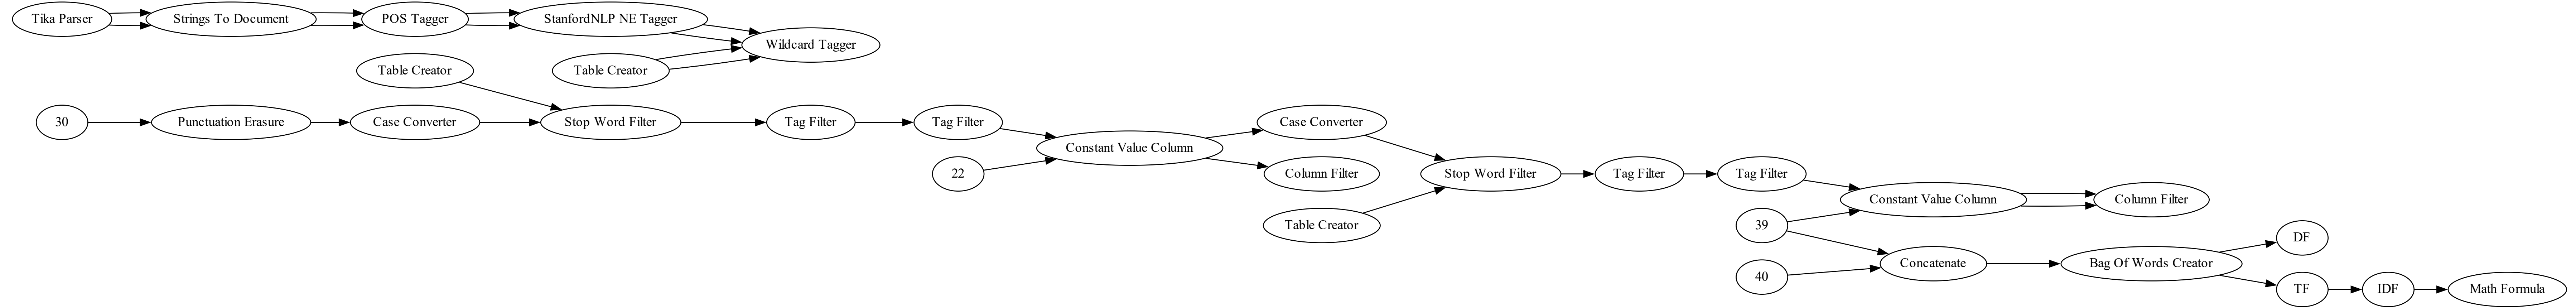 Tika Parser
Strings To Document
POS Tagger
StanfordNLP NE Tagger
Wildcard Tagger
Table Creator
Table Creator
30
Punctuation Erasure
Case Converter
Stop Word Filter
Tag Filter
Tag Filter
22
Constant Value Column
Case Converter
Column Filter
Table Creator
Stop Word Filter
Tag Filter
Tag Filter
39
Constant Value Column
Column Filter
40
Concatenate
Bag Of Words Creator
DF
TF
IDF
Math Formula